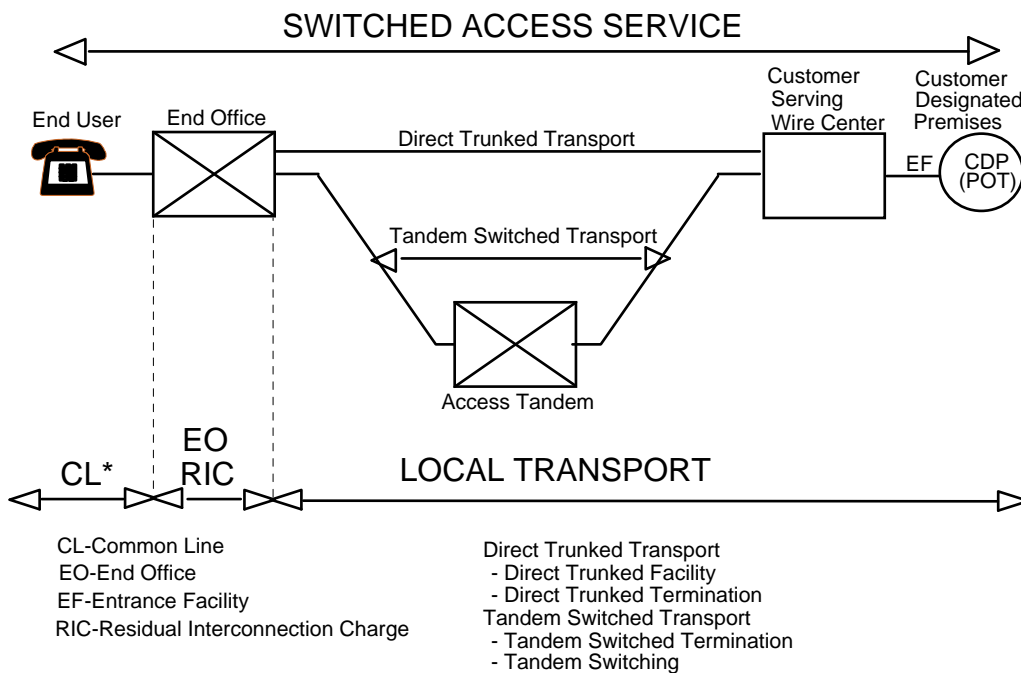 SWITCHED ACCESS SERVICE
End User
End Office
Direct Trunked Transport
Customer
Serving
Wire Center
Customer
Designated
Premises
EF
CDP
(POT)
Tandem Switched Transport
Access Tandem
CL*
EO
RIC
LOCAL TRANSPORT
CL-Common Line
EO-End Office
EF-Entrance Facility
RIC-Residual Interconnection Charge
Direct Trunked Transport
- Direct Trunked Facility
- Direct Trunked Termination
Tandem Switched Transport
- Tandem Switched Termination
- Tandem Switching